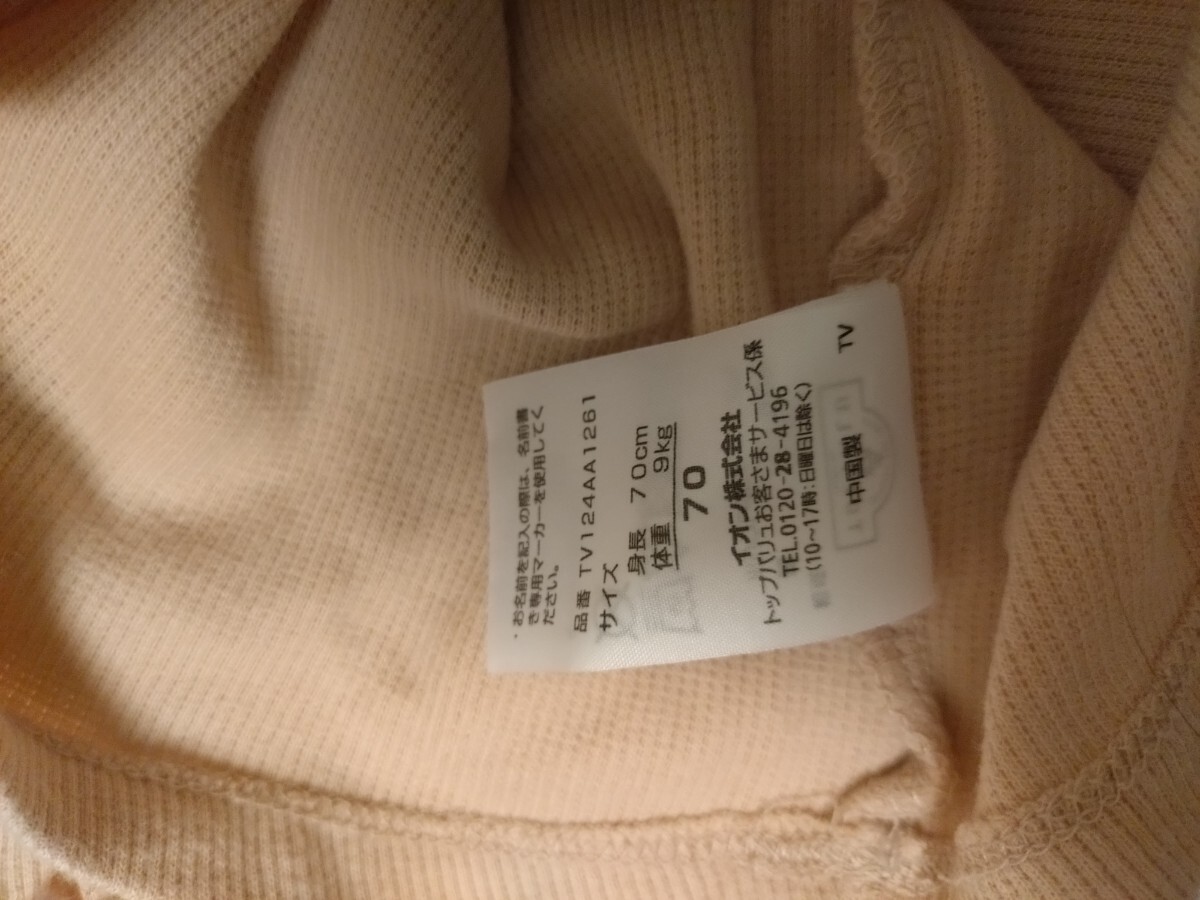 ・お名前を記入の際は、名前書
き専用マーカーを使用してく
ださい。
品番 TV124AA1261
サイズ
身長 70cm
体重 9kg
70
イオン株式会社
トップバリュお客さまサービス係
TEL.0120-28-4196
(10~17時:日曜日は除く)
中国製
TV